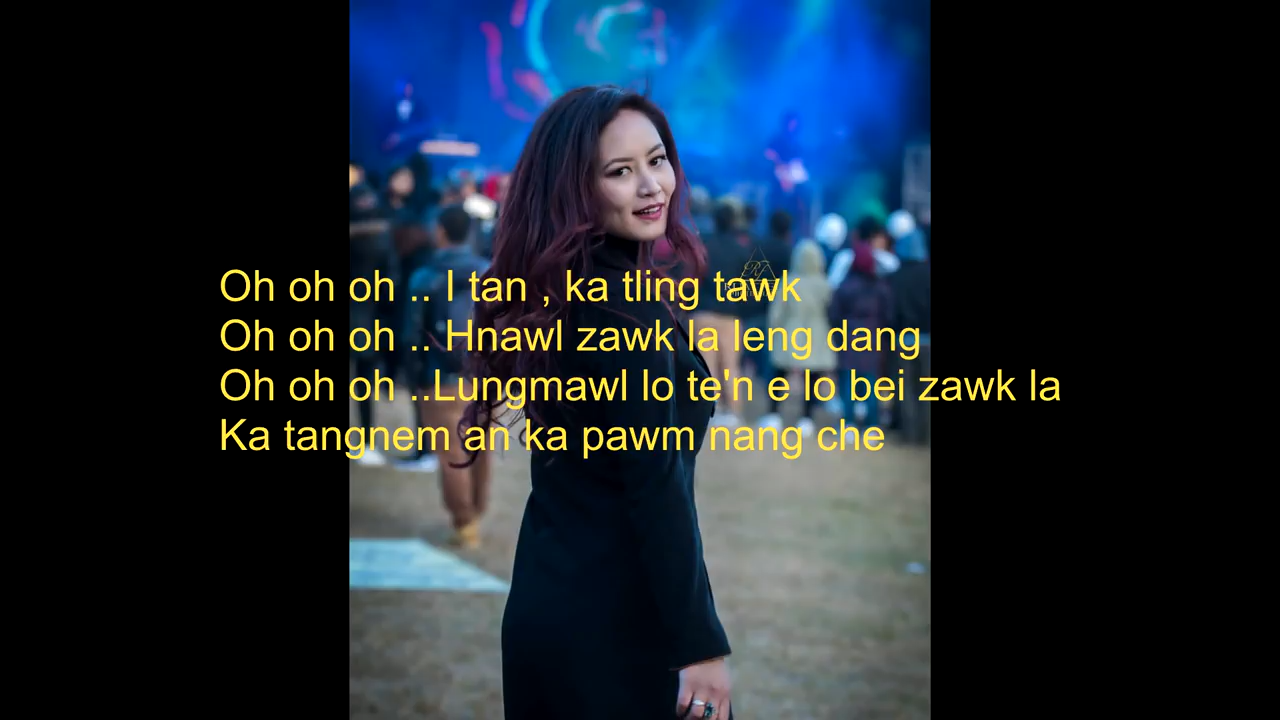 Oh oh oh .. I tan , ka tling tawk
Oh oh oh .. Hnawl zawk la leng dang
Oh oh oh ..Lungmawl lo te'n e lo bei zawk la
Ka tangnem an ka pawm nang che